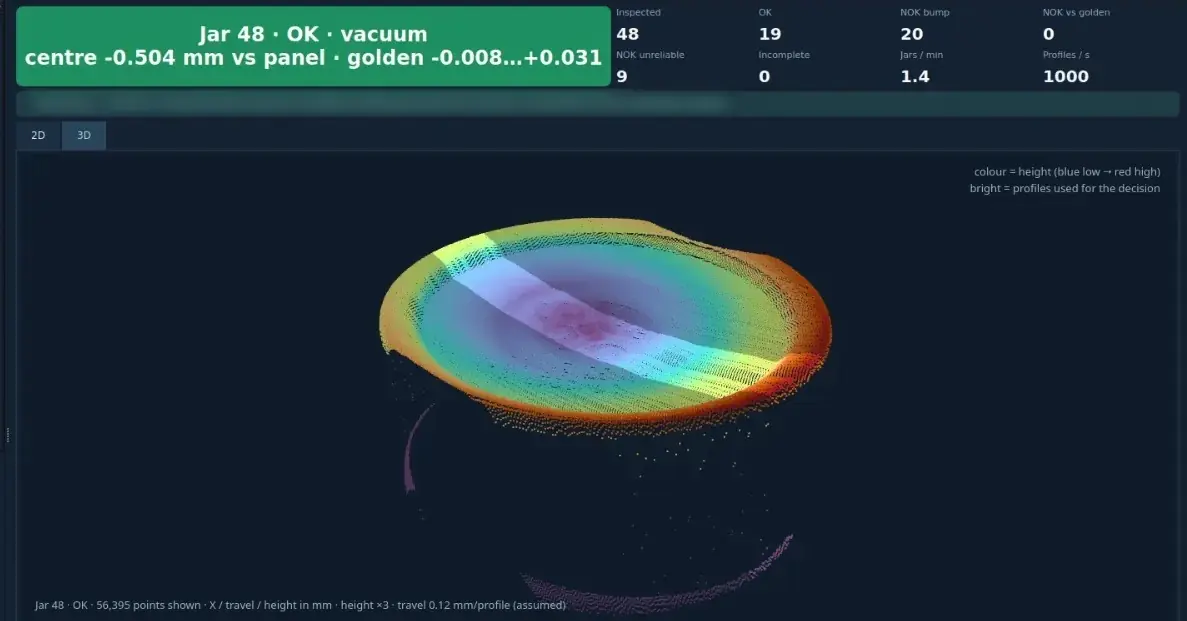 Jar 48 · OK · vacuum
centre -0.504 mm vs panel · golden -0.008...+0.031
Inspected
48
OK
19
NOK bump
20
NOK vs golden
0
NOK unreliable
9
Incomplete
0
Jars / min
1.4
Profiles / s
1000
2D
3D
colour = height (blue low → red high)
bright = profiles used for the decision
Jar 48 · OK · 56,395 points shown · X / travel / height in mm · height ×3 · travel 0.12 mm/profile (assumed)